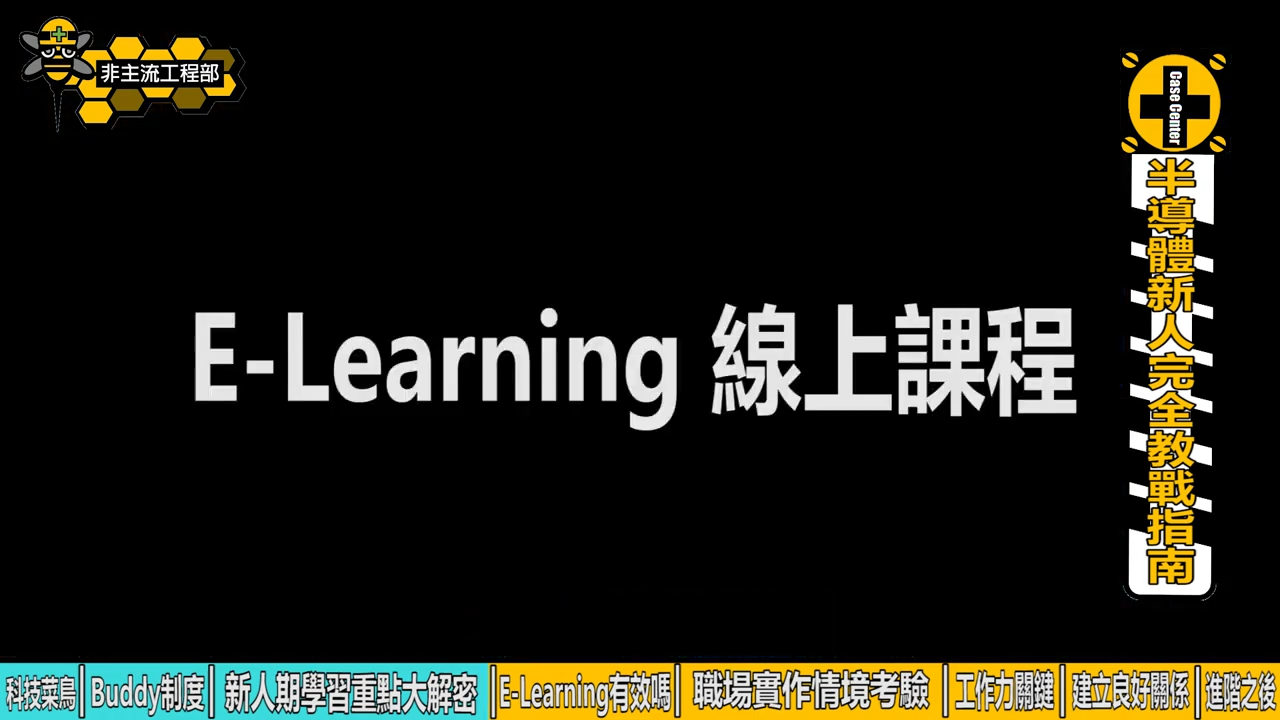 非主流工程部
Case Center
半導體新人完全教戰指南
E-Learning 線上課程
科技菜鳥
Buddy制度
新人期學習重點大解密
E-Learning有效嗎
職場實作情境考驗
工作力關鍵
建立良好關係
進階之後